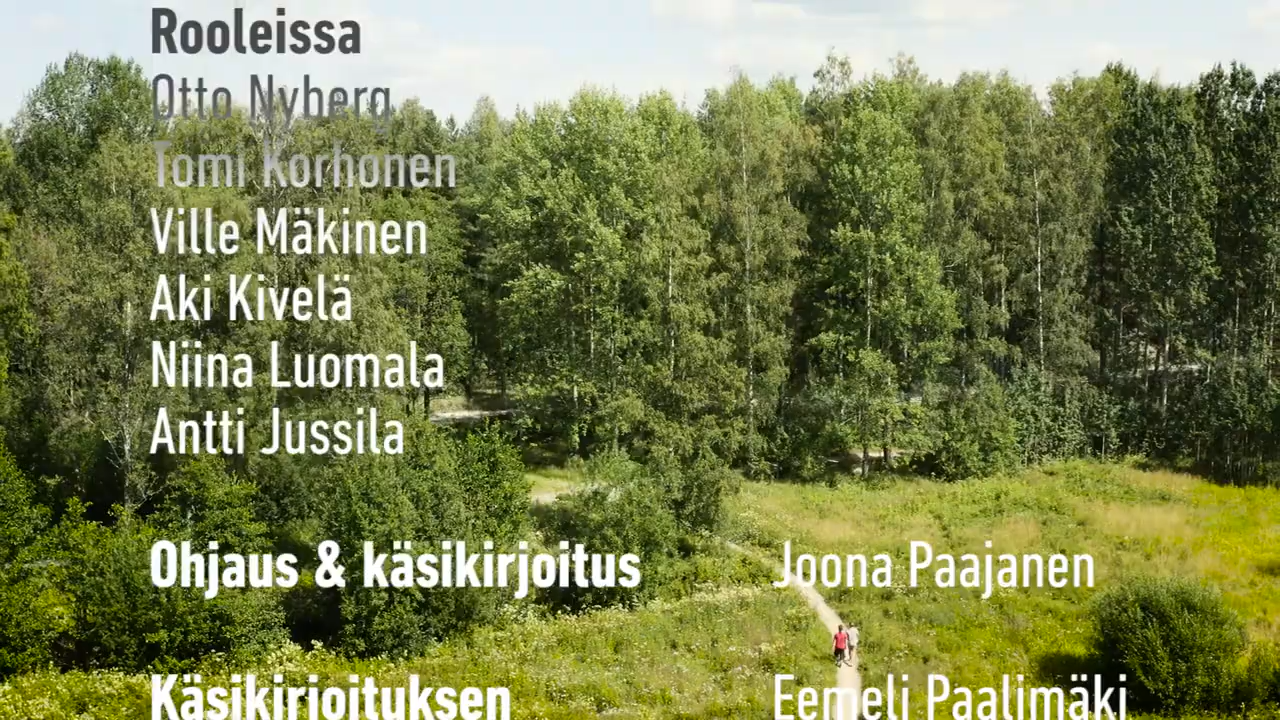 Rooleissa
Otto Nyberg
Tomi Korhonen
Ville Mäkinen
Aki Kivelä
Niina Luomala
Antti Jussila
Ohjaus & käsikirjoitus Joona Paajanen
Käsikirjoituksen Eemeli Paalimäki